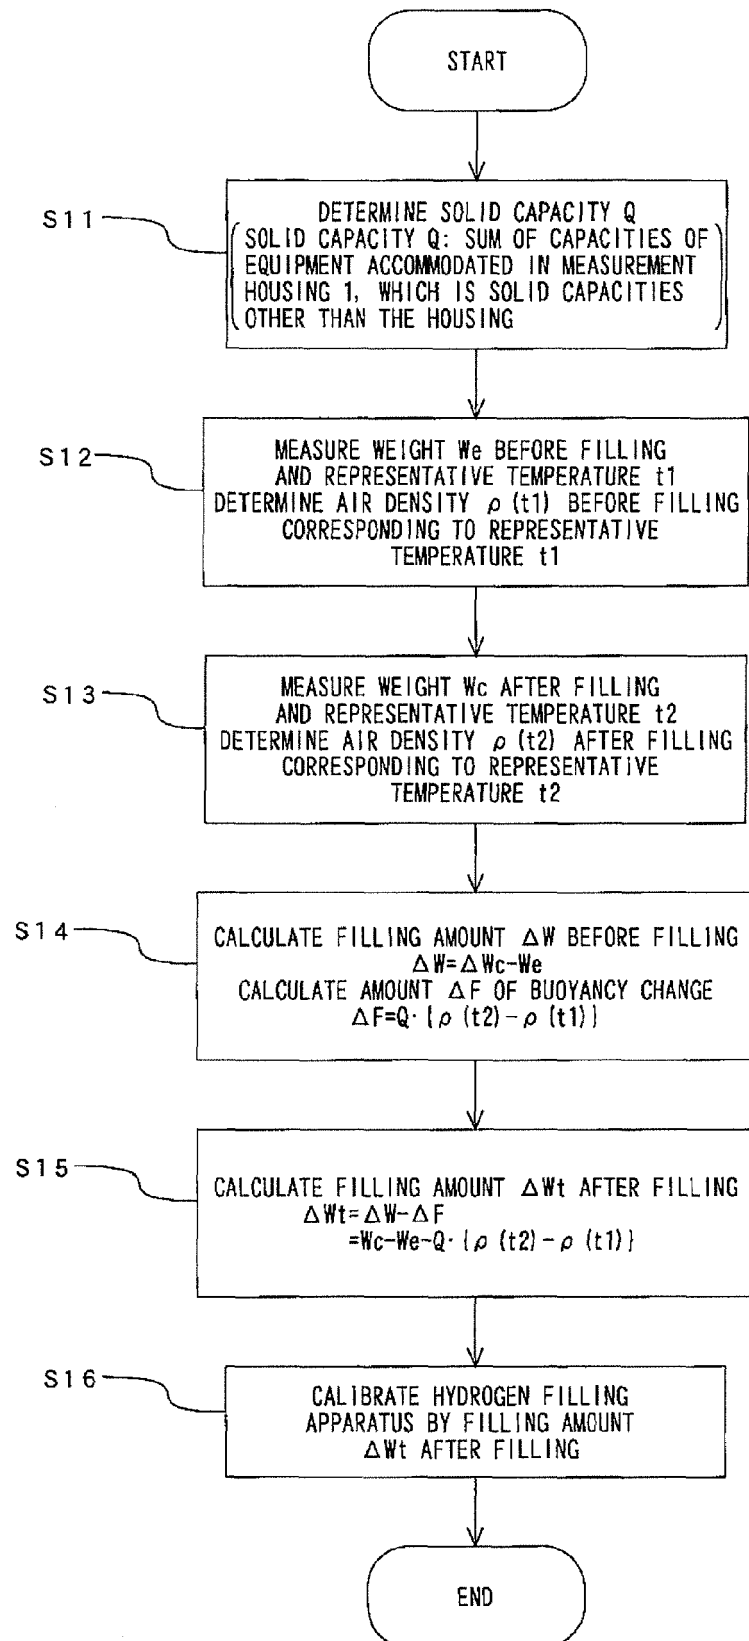 START
S11
DETERMINE SOLID CAPACITY Q
(SOLID CAPACITY Q: SUM OF CAPACITIES OF
EQUIPMENT ACCOMMODATED IN MEASUREMENT
HOUSING 1, WHICH IS SOLID CAPACITIES
OTHER THAN THE HOUSING)
S12
MEASURE WEIGHT We BEFORE FILLING
AND REPRESENTATIVE TEMPERATURE t1
DETERMINE AIR DENSITY ρ(t1) BEFORE FILLING
CORRESPONDING TO REPRESENTATIVE
TEMPERATURE t1
S13
MEASURE WEIGHT Wc AFTER FILLING
AND REPRESENTATIVE TEMPERATURE t2
DETERMINE AIR DENSITY ρ(t2) AFTER FILLING
CORRESPONDING TO REPRESENTATIVE
TEMPERATURE t2
S14
CALCULATE FILLING AMOUNT ΔW BEFORE FILLING
ΔW=ΔWc-We
CALCULATE AMOUNT ΔF OF BUOYANCY CHANGE
ΔF=Q·{ρ(t2)-ρ(t1)}
S15
CALCULATE FILLING AMOUNT ΔWt AFTER FILLING
ΔWt=ΔW-ΔF
=Wc-We-Q·{ρ(t2)-ρ(t1)}
S16
CALIBRATE HYDROGEN FILLING
APPARATUS BY FILLING AMOUNT
ΔWt AFTER FILLING
END